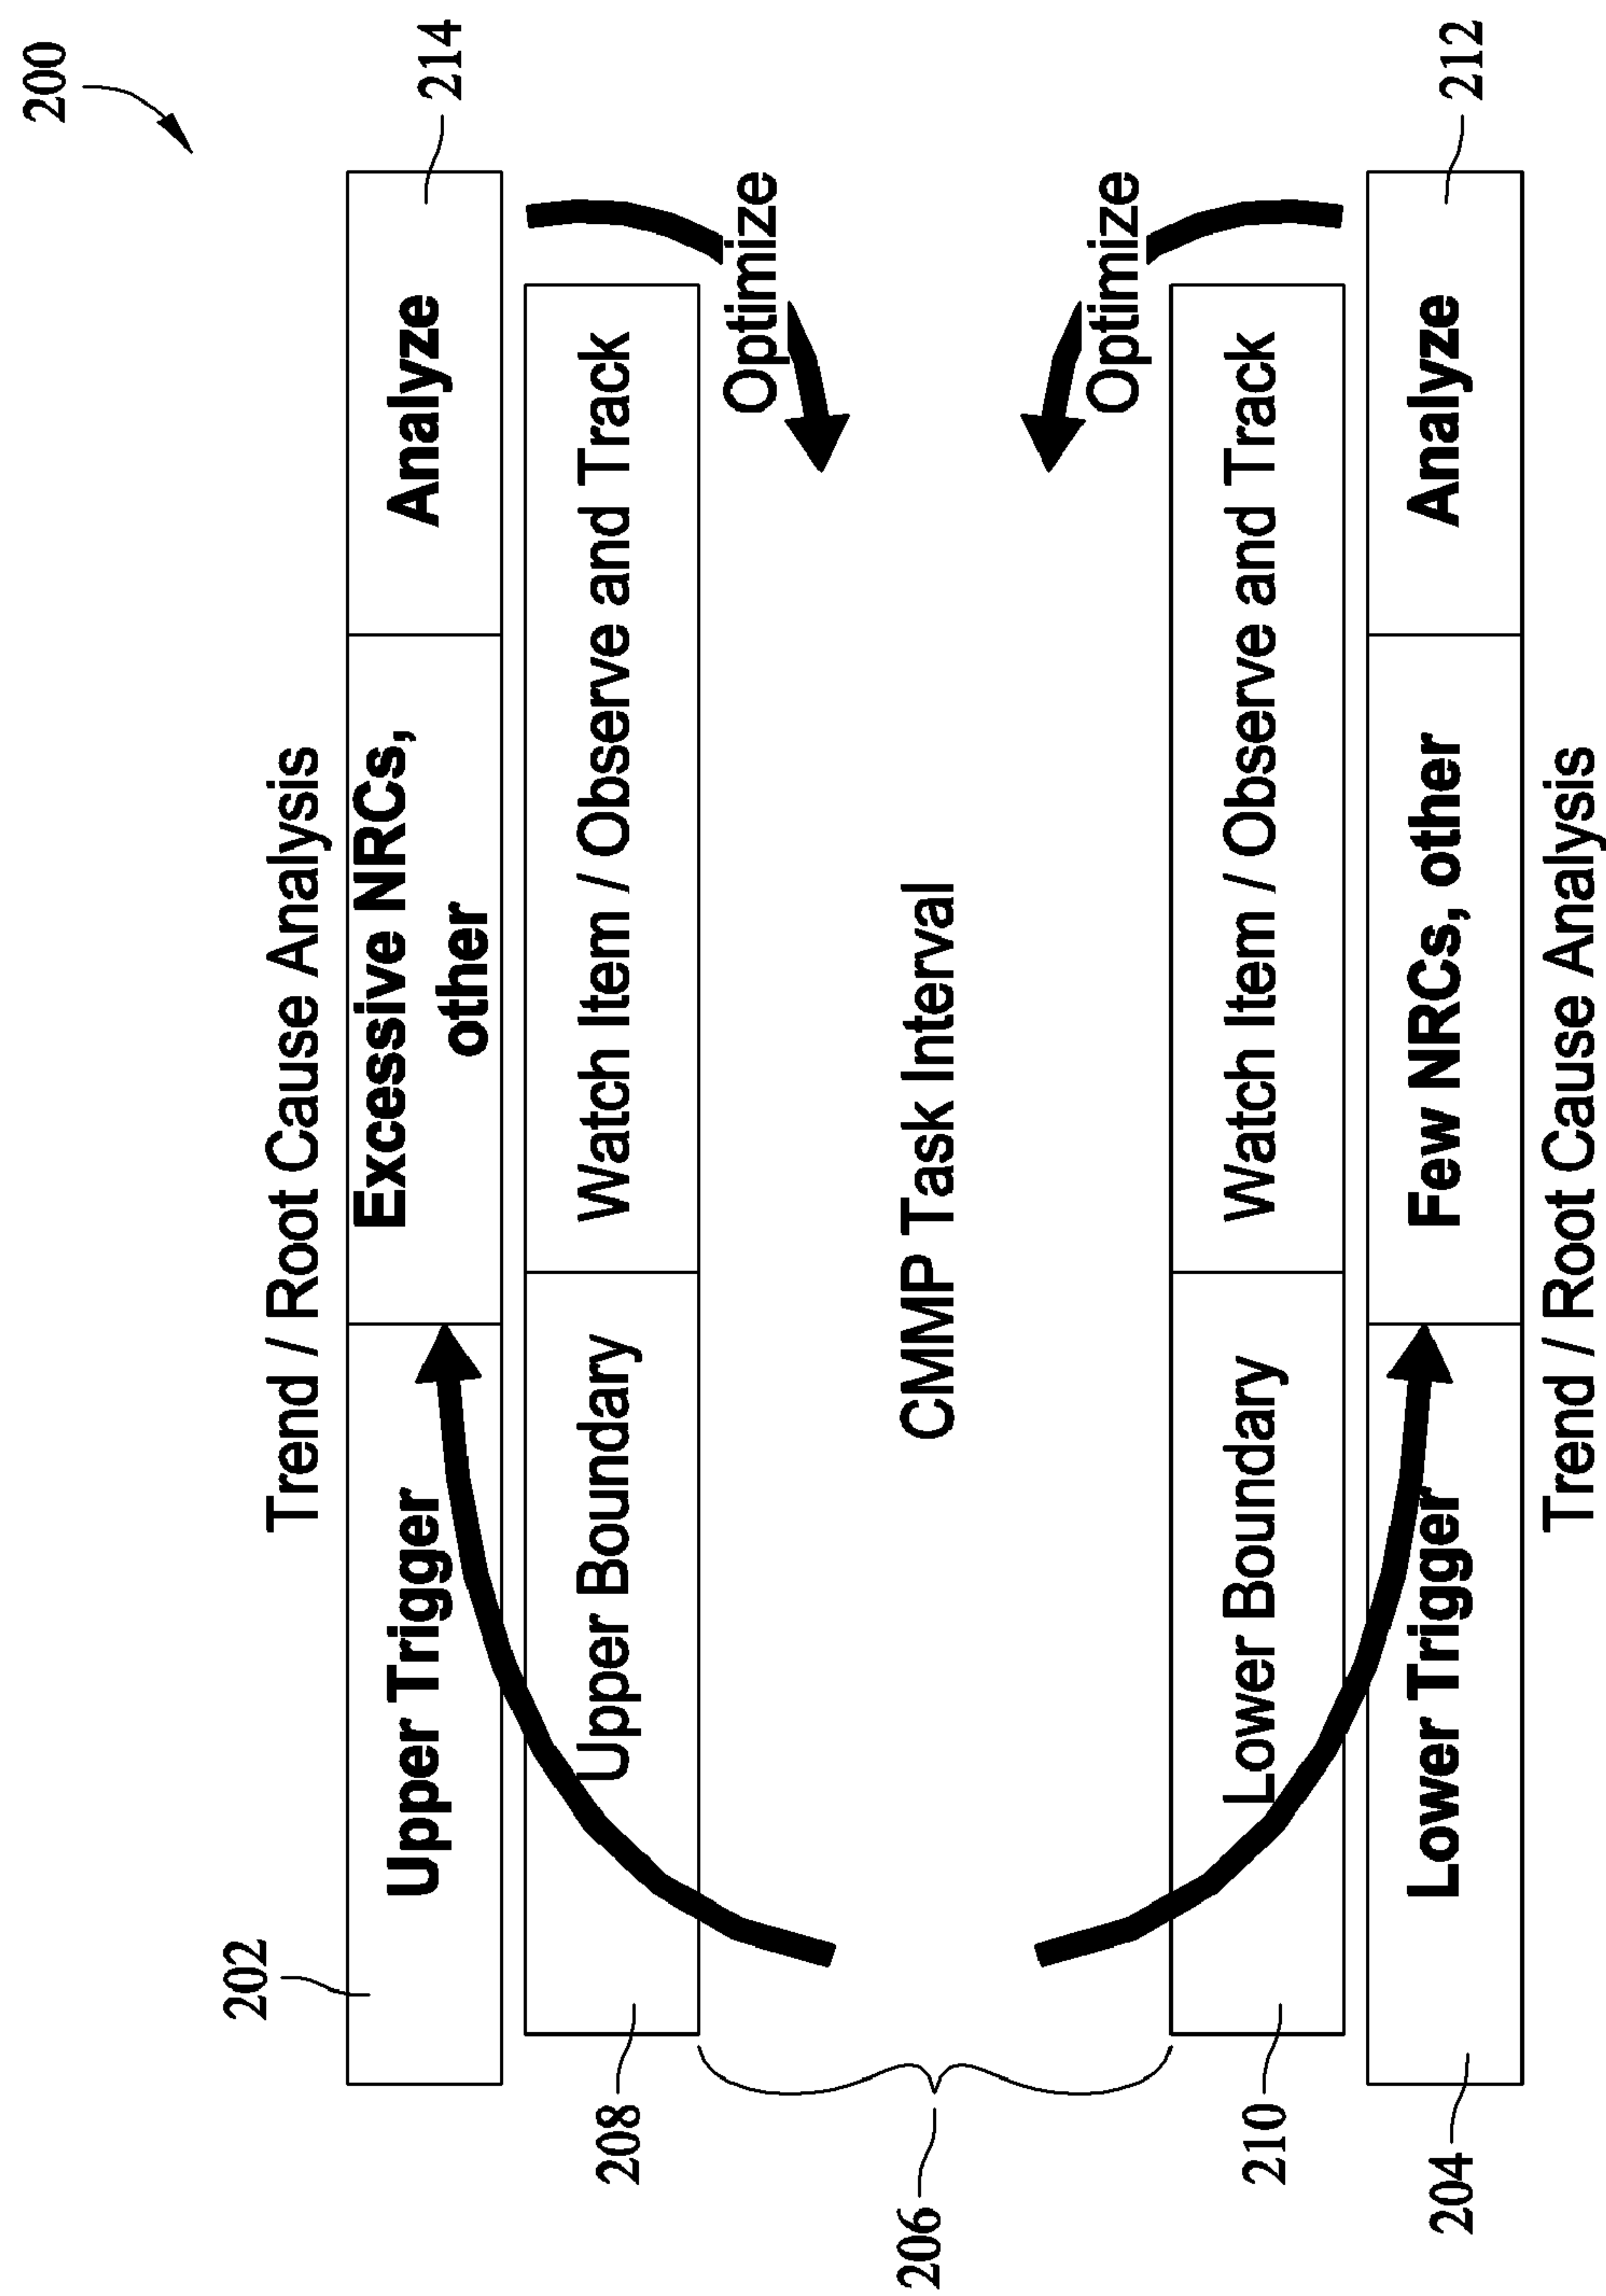 200
Trend / Root Cause Analysis
202
Upper Trigger
Excessive NRCs,
other
Analyze
214
208
Upper Boundary
Watch Item / Observe and Track
Optimize
206
CMMP Task Interval
Optimize
210
Lower Boundary
Watch Item / Observe and Track
204
Lower Trigger
Few NRCs, other
Analyze
212
Trend / Root Cause Analysis